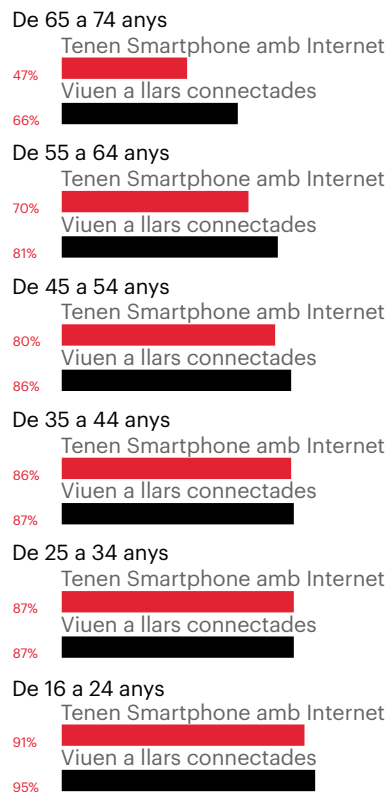 De 65 a 74 anys
Tenen Smartphone amb Internet
47%
Viuen a llars connectades
66%
De 55 a 64 anys
Tenen Smartphone amb Internet
70%
Viuen a llars connectades
81%
De 45 a 54 anys
Tenen Smartphone amb Internet
80%
Viuen a llars connectades
86%
De 35 a 44 anys
Tenen Smartphone amb Internet
86%
Viuen a llars connectades
87%
De 25 a 34 anys
Tenen Smartphone amb Internet
87%
Viuen a llars connectades
87%
De 16 a 24 anys
Tenen Smartphone amb Internet
91%
Viuen a llars connectades
95%